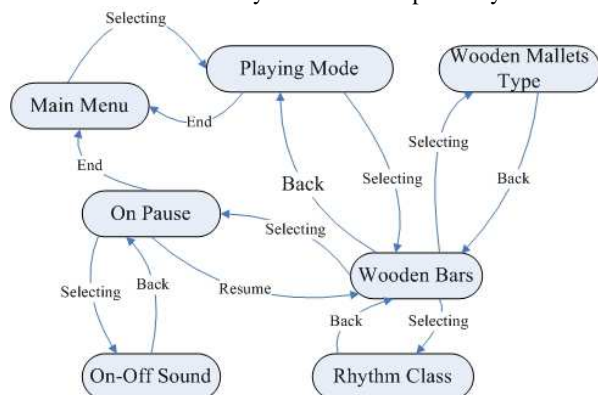 Selecting
Playing Mode
Wooden Mallets
Type
Main Menu
End
Selecting
End
Back
Selecting
Back
On Pause
Selecting
Wooden Bars
Selecting
Back
Resume
Back
Selecting
On-Off Sound
Rhythm Class